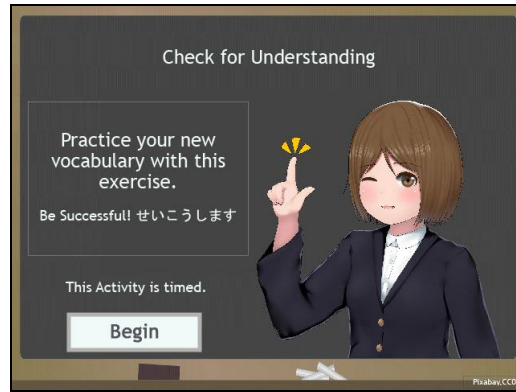 Check for Understanding
Practice your new
vocabulary with this
exercise.
Be Successful! せいこうします
This Activity is timed.
Begin
Pixabay,CC0